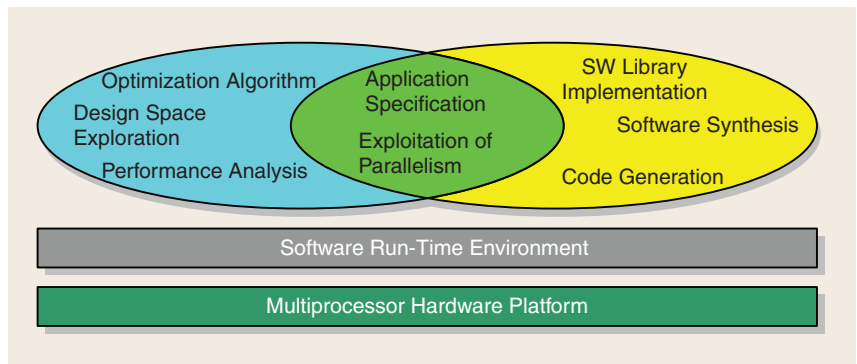 Optimization Algorithm
Design Space
Exploration
Performance Analysis
Application
Specification
Exploitation of
Parallelism
SW Library
Implementation
Software Synthesis
Code Generation
Software Run-Time Environment
Multiprocessor Hardware Platform